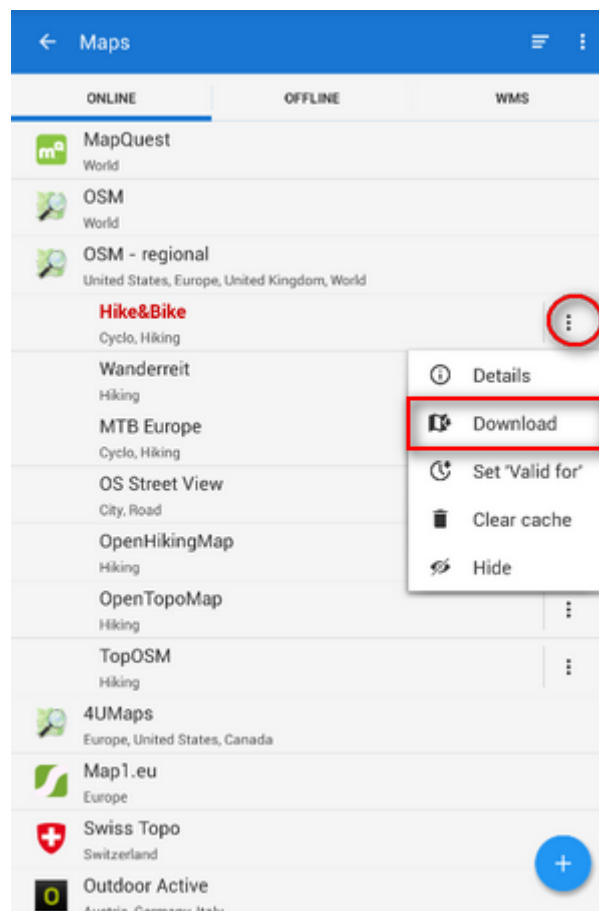 Maps
ONLINE OFFLINE WMS
MapQuest
World
OSM
World
OSM - regional
United States, Europe, United Kingdom, World
Hike&Bike
Cyclo, Hiking
Wanderreit
Hiking
MTB Europe
Cyclo, Hiking
OS Street View
City, Road
OpenHikingMap
Hiking
OpenTopoMap
Hiking
TopOSM
Hiking
Details
Download
Set 'Valid for'
Clear cache
Hide
4UMaps
Europe, United States, Canada
Map1.eu
Europe
Swiss Topo
Switzerland
Outdoor Active
Austria, Germany, Italy